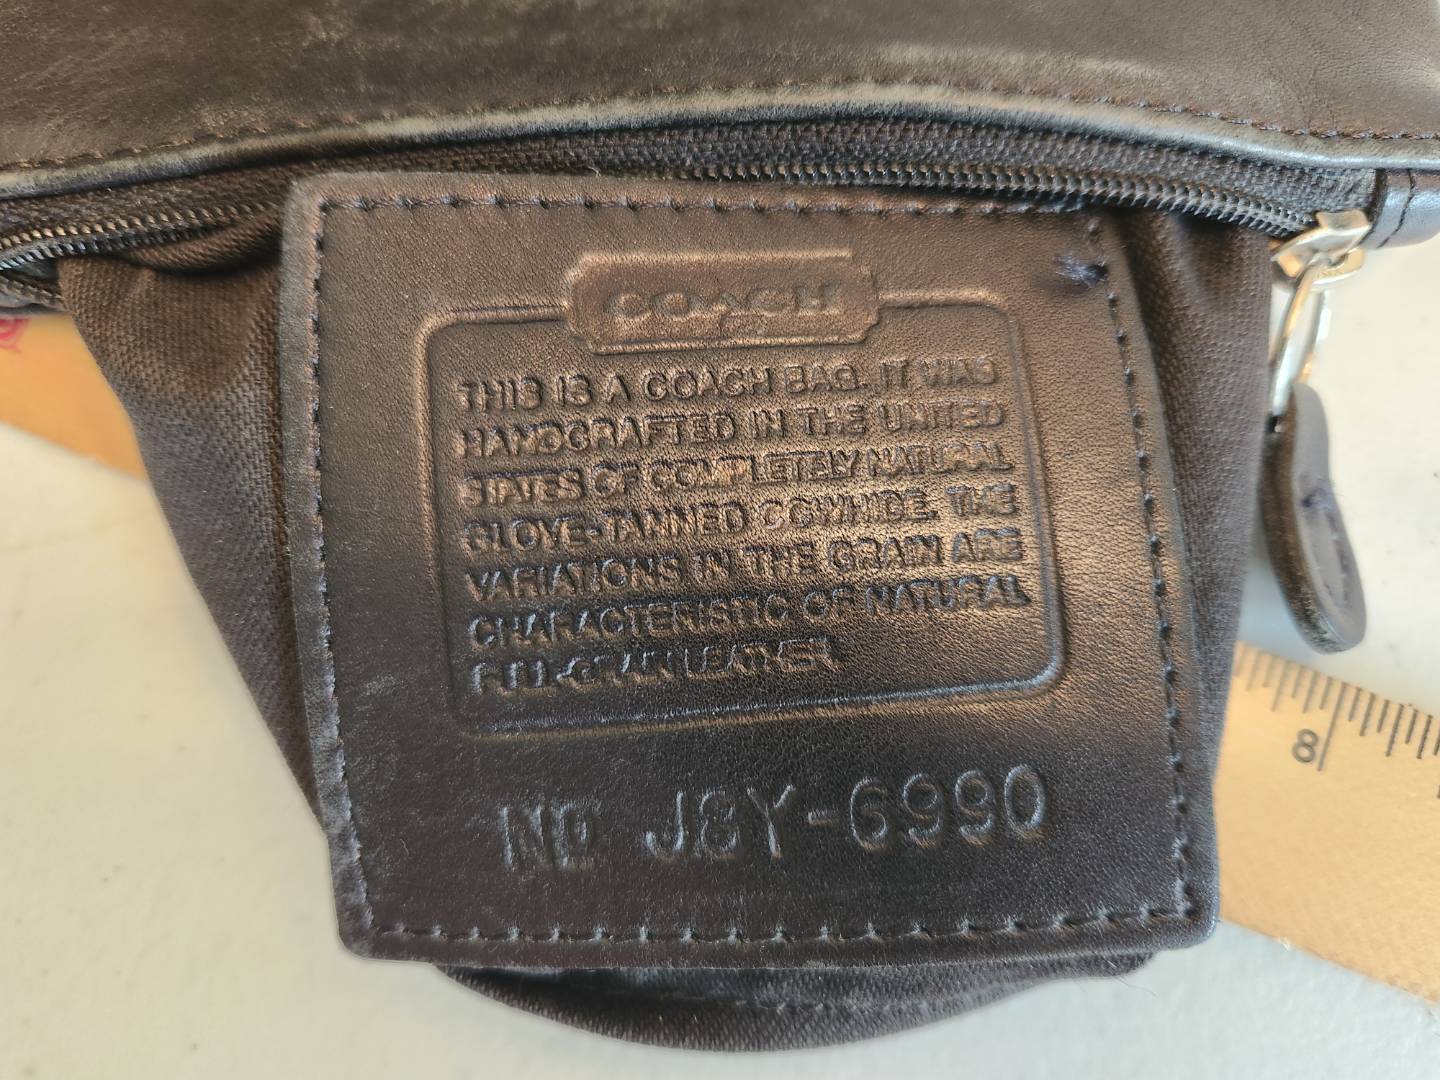 COACH
THIS IS A COACH BAG. IT WAS
HANDCRAFTED IN THE UNITED
STATES OF COMPLETELY NATURAL
GLOVE-TANNED COWHIDE. THE
VARIATIONS IN THE GRAIN ARE
CHARACTERISTIC OF NATURAL
FULL-GRAIN LEATHER
No J8Y-6990
8